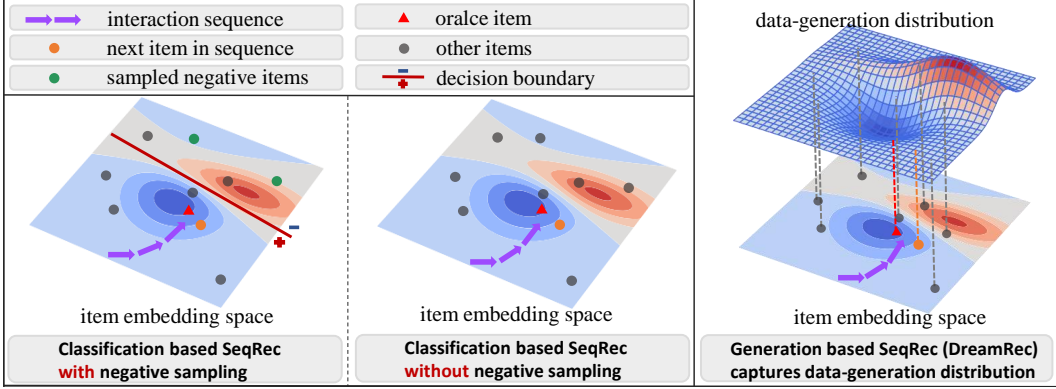 interaction sequence
next item in sequence
sampled negative items
oralce item
other items
decision boundary
item embedding space
Classification based SeqRec
with negative sampling
item embedding space
Classification based SeqRec
without negative sampling
data-generation distribution
item embedding space
Generation based SeqRec (DreamRec)
captures data-generation distribution